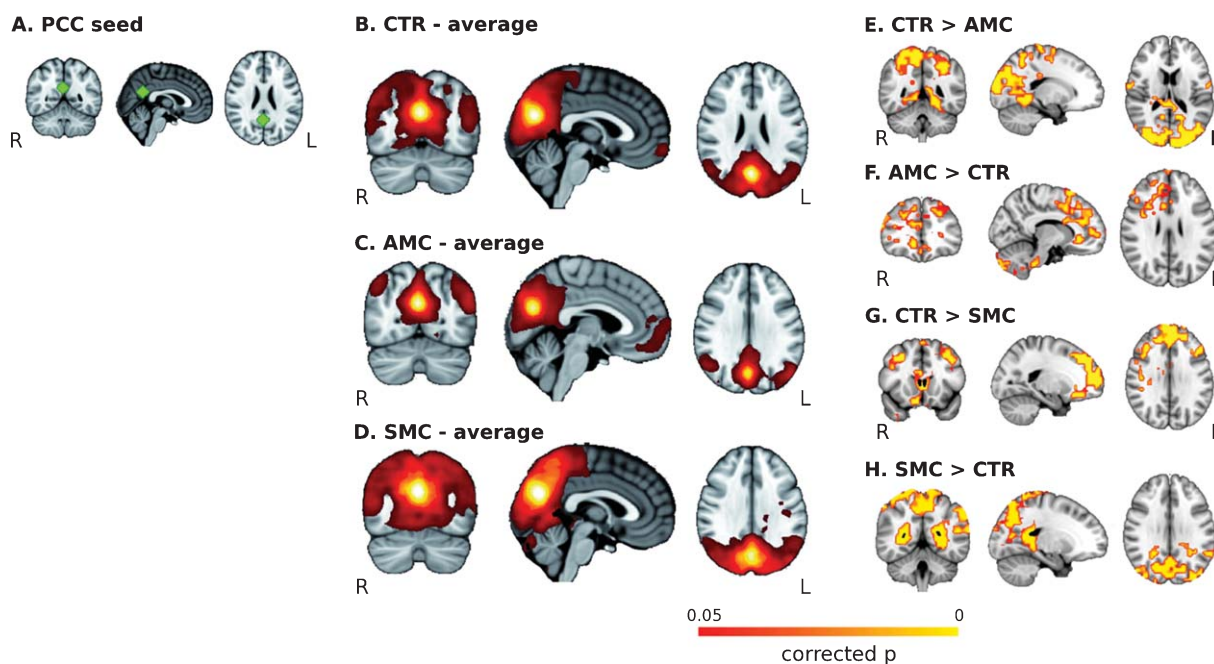 A. PCC seed
R
L
B. CTR - average
R
L
C. AMC - average
R
L
D. SMC - average
R
L
E. CTR > AMC
R
F. AMC > CTR
R
G. CTR > SMC
R
H. SMC > CTR
R
0.05 0
corrected p